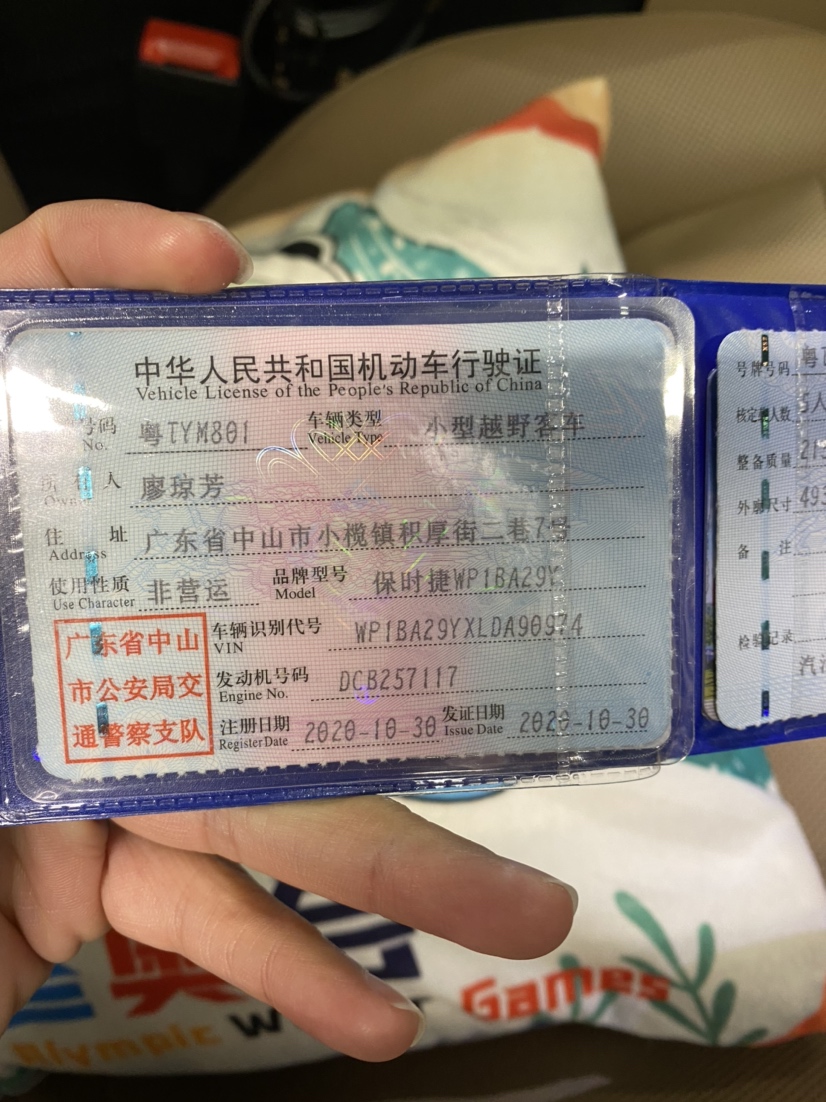 中华人民共和国机动车行驶证
Vehicle License of the People's Republic of China
号码 粤TYM801 车辆类型 小型越野客车
No. Vehicle Type
所有人 廖琼芳
Owner
住 址 广东省中山市小榄镇积厚街二巷7号
Address
使用性质 非营运 品牌型号 保时捷WP1BA29Y
Use Character Model
广东省中山
市公安局交
通警察支队
车辆识别代号 WP1BA29YXLDA90974
VIN
发动机号码 DCB257117
Engine No.
注册日期 2020-10-30 发证日期 2020-10-30
Register Date Issue Date
号牌号码 粤T
核定载人数 5人
整备质量
外廓尺寸 493
备 注
检验记录
Olympic
Games